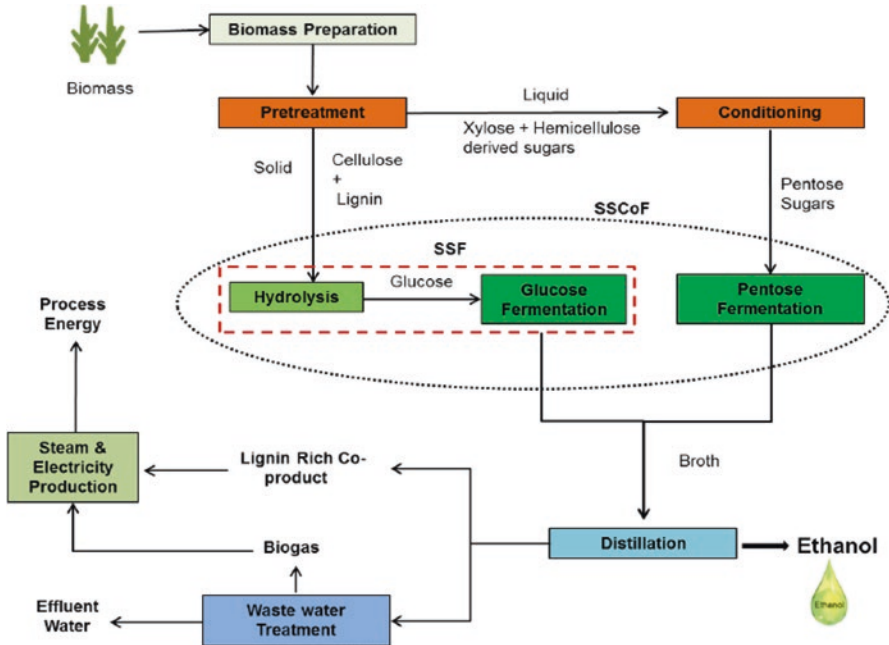 Biomass Preparation
Biomass
Pretreatment
Liquid
Xylose + Hemicellulose
derived sugars
Conditioning
Solid
Cellulose
+
Lignin
Pentose
Sugars
SSCoF
SSF
Hydrolysis
Glucose
Glucose
Fermentation
Pentose
Fermentation
Process
Energy
Steam &
Electricity
Production
Lignin Rich Co-
product
Broth
Biogas
Distillation
Ethanol
Ethanol
Effluent
Water
Waste water
Treatment